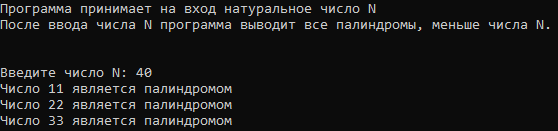 Программа принимает на вход натуральное число N
После ввода числа N программа выводит все палиндромы, меньше числа N.
Введите число N: 40
Число 11 является палиндромом
Число 22 является палиндромом
Число 33 является палиндромом